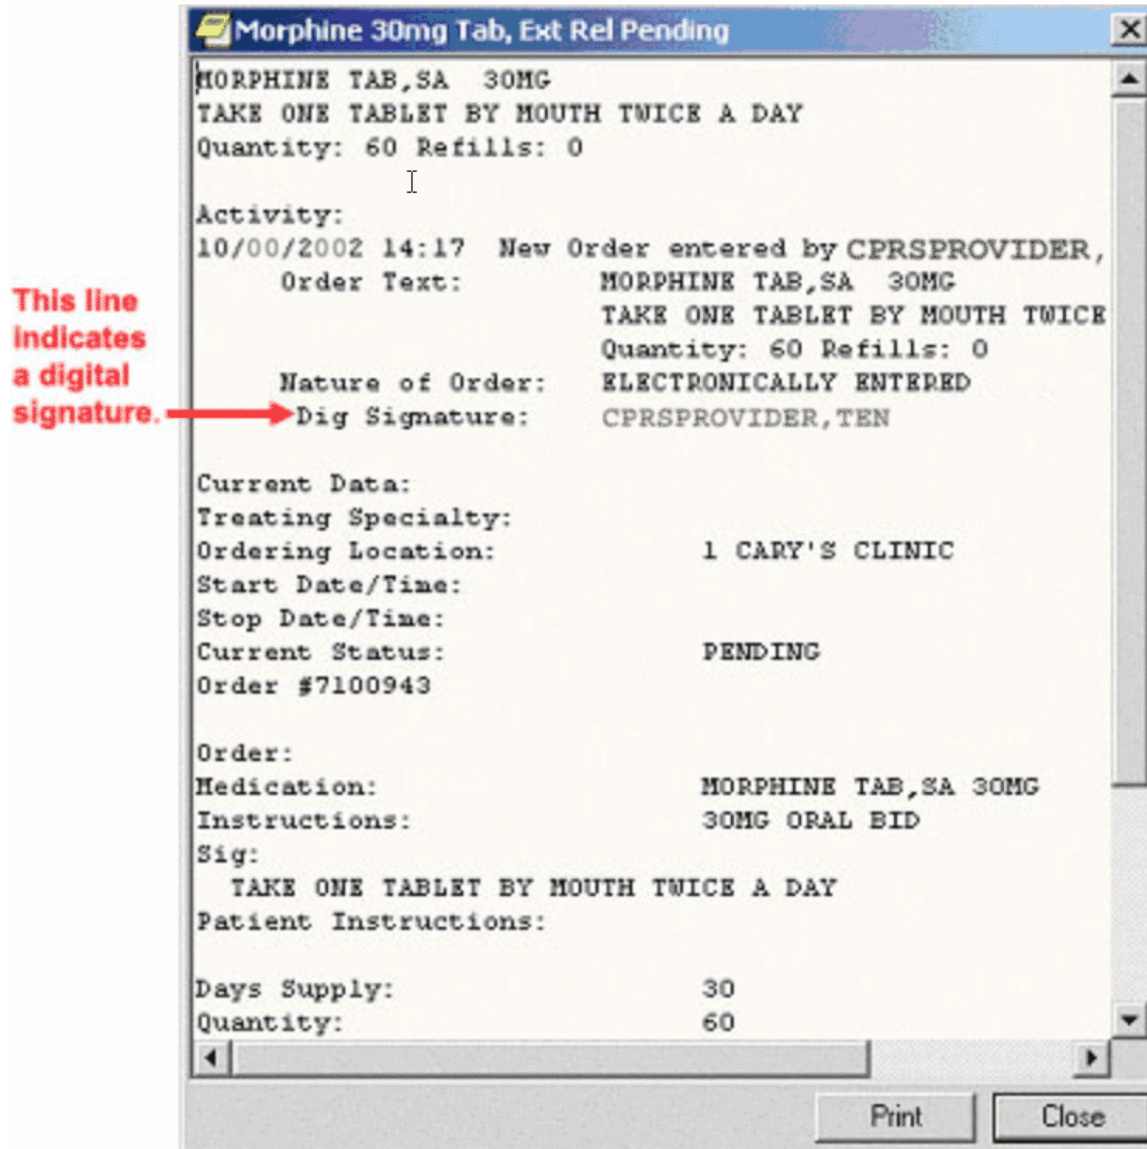 Morphine 30mg Tab, Ext Rel Pending
MORPHINE TAB,SA 30MG
TAKE ONE TABLET BY MOUTH TWICE A DAY
Quantity: 60 Refills: 0
Activity:
10/00/2002 14:17 New Order entered by CPRSPROVIDER,
Order Text: MORPHINE TAB,SA 30MG
TAKE ONE TABLET BY MOUTH TWICE
Quantity: 60 Refills: 0
Nature of Order: ELECTRONICALLY ENTERED
This line
indicates
a digital
signature.
Dig Signature: CPRSPROVIDER,TEN
Current Data:
Treating Specialty:
Ordering Location: 1 CARY'S CLINIC
Start Date/Time:
Stop Date/Time:
Current Status: PENDING
Order #7100943
Order:
Medication: MORPHINE TAB,SA 30MG
Instructions: 30MG ORAL BID
Sig:
TAKE ONE TABLET BY MOUTH TWICE A DAY
Patient Instructions:
Days Supply: 30
Quantity: 60
Print Close